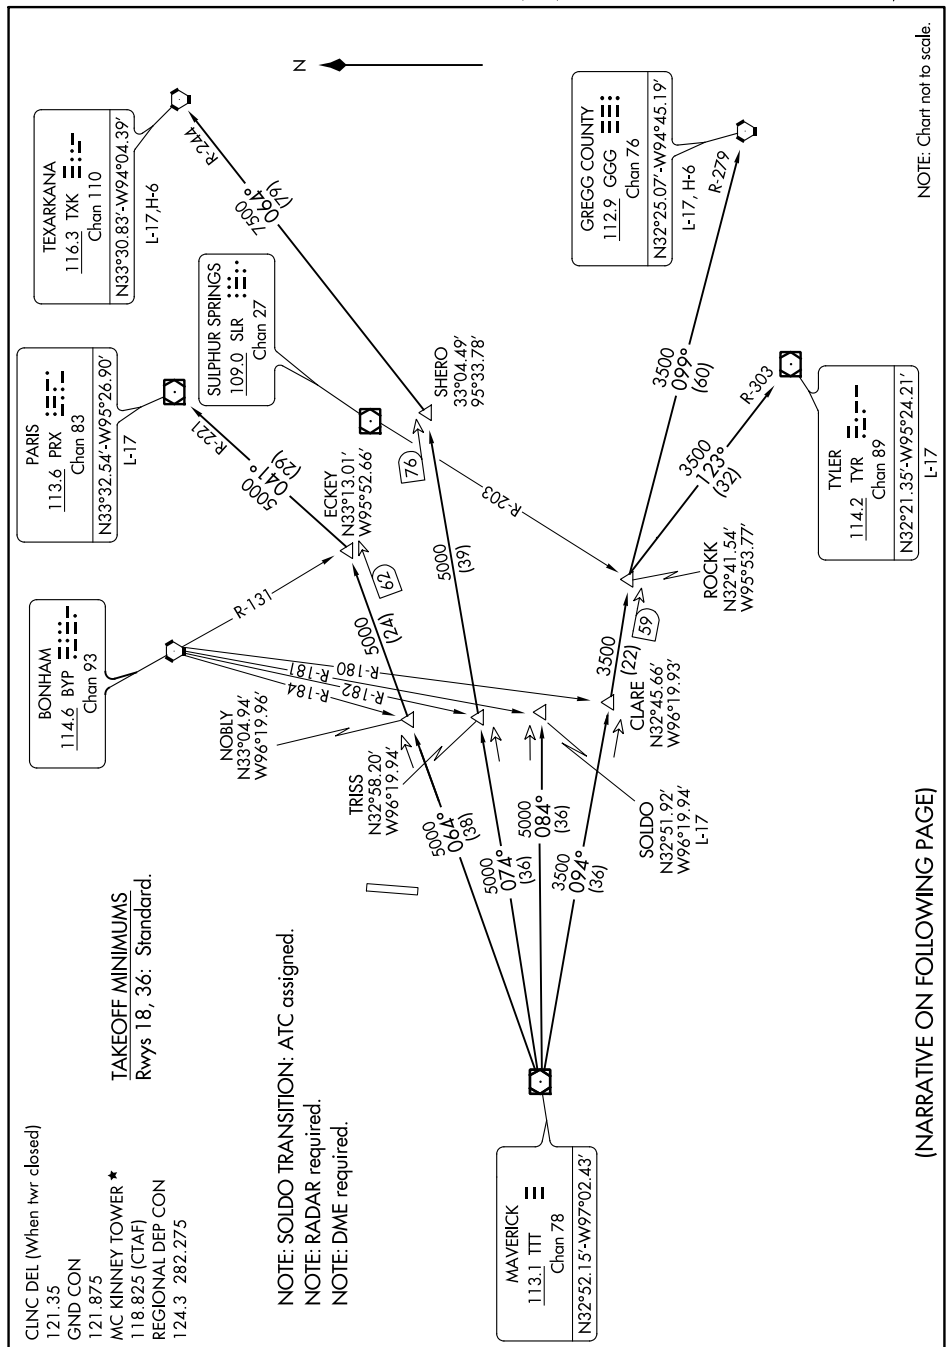 CLNC DEL (When twr closed)
121.35
GND CON
121.875
MC KINNEY TOWER ★
118.825 (CTAF)
REGIONAL DEP CON
124.3 282.275
TAKEOFF MINIMUMS
Rwys 18, 36: Standard.
NOTE: SOLDO TRANSITION: ATC assigned.
NOTE: RADAR required.
NOTE: DME required.
BONHAM
114.6 BYP
Chan 93
PARIS
113.6 PRX
Chan 83
N33°32.54'-W95°26.90'
L-17
TEXARKANA
116.3 TXK
Chan 110
N33°30.83'-W94°04.39'
L-17,H-6
SULPHUR SPRINGS
109.0 SLR
Chan 27
N
R-244
7500
064°
(79)
R-221
5000
041°
(29)
ECKEY
N33°13.01'
W95°52.66'
R-131
62
5000
(24)
R-184
R-182
R-181
R-180
NOBLY
N33°04.94'
W96°19.96'
TRISS
N32°58.20'
W96°19.94'
SHERO
33°04.49'
95°33.78'
76
5000
(39)
R-203
5000
064°
(38)
5000
074°
(36)
5000
084°
(36)
3500
094°
(36)
SOLDO
N32°51.92'
W96°19.94'
L-17
CLARE
N32°45.66'
W96°19.93'
3500
(22)
59
ROCKK
N32°41.54'
W95°53.77'
3500
099°
(60)
R-279
3500
123°
(32)
R-303
GREGG COUNTY
112.9 GGG
Chan 76
N32°25.07'-W94°45.19'
L-17, H-6
TYLER
114.2 TYR
Chan 89
N32°21.35'-W95°24.21'
L-17
MAVERICK
113.1 TTT
Chan 78
N32°52.15'-W97°02.43'
NOTE: Chart not to scale.
(NARRATIVE ON FOLLOWING PAGE)